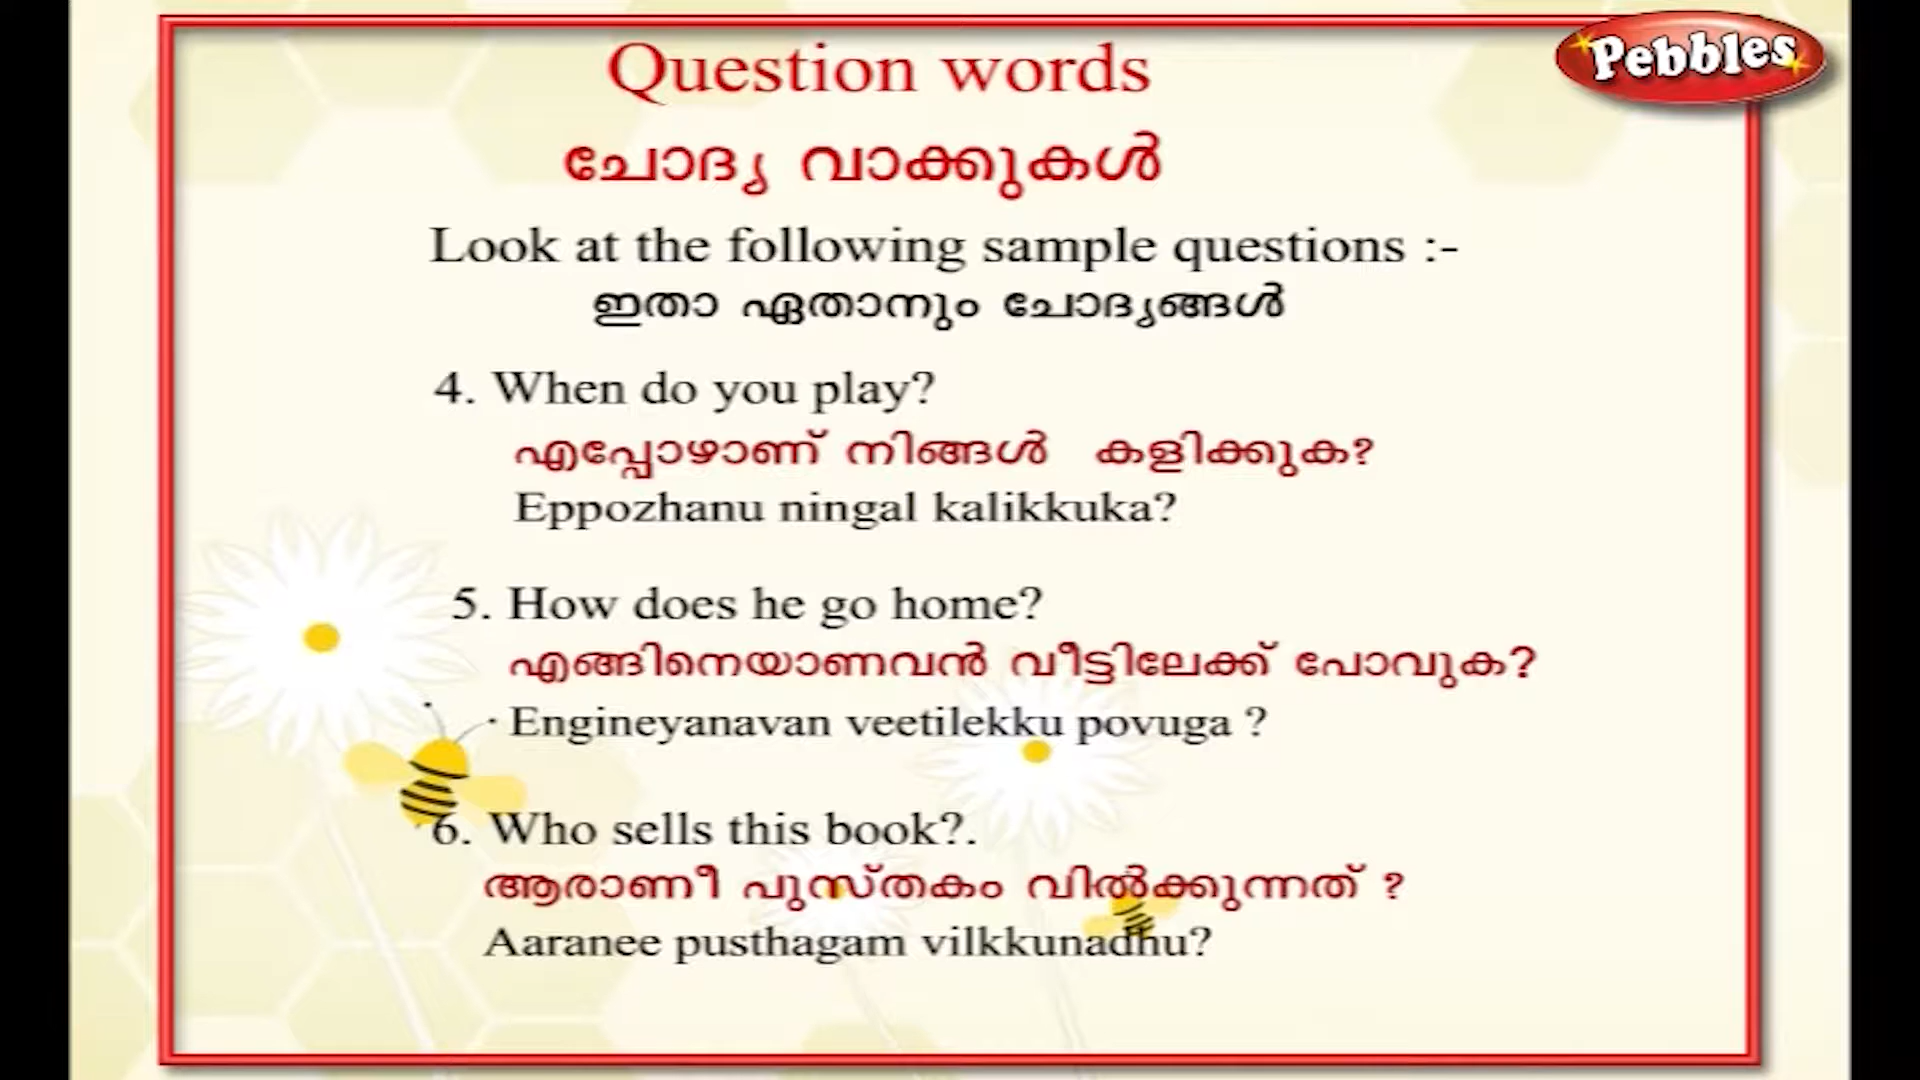 Pebbles
Question words
ചോദ്യ വാക്കുകൾ
Look at the following sample questions :-
ഇതാ ഏതാനും ചോദ്യങ്ങൾ
4. When do you play?
എപ്പോഴാണ് നിങ്ങൾ കളിക്കുക?
Eppozhanu ningal kalikkuka?
5. How does he go home?
എങ്ങിനെയാണവൻ വീട്ടിലേക്ക് പോവുക?
Engineyanavan veetilekku povuga ?
6. Who sells this book?.
ആരാണീ പുസ്തകം വിൽക്കുന്നത് ?
Aaranee pusthagam vilkkunadhu?